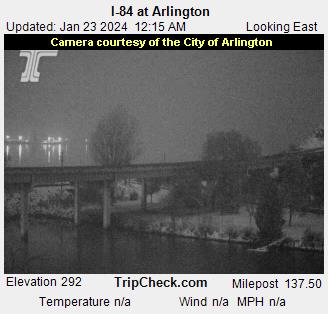 I-84 at Arlington
Updated: Jan 23 2024 12:15 AM Looking East
Camera courtesy of the City of Arlington
Elevation 292 TripCheck.com Milepost 137.50
Temperature n/a Wind n/a MPH n/a